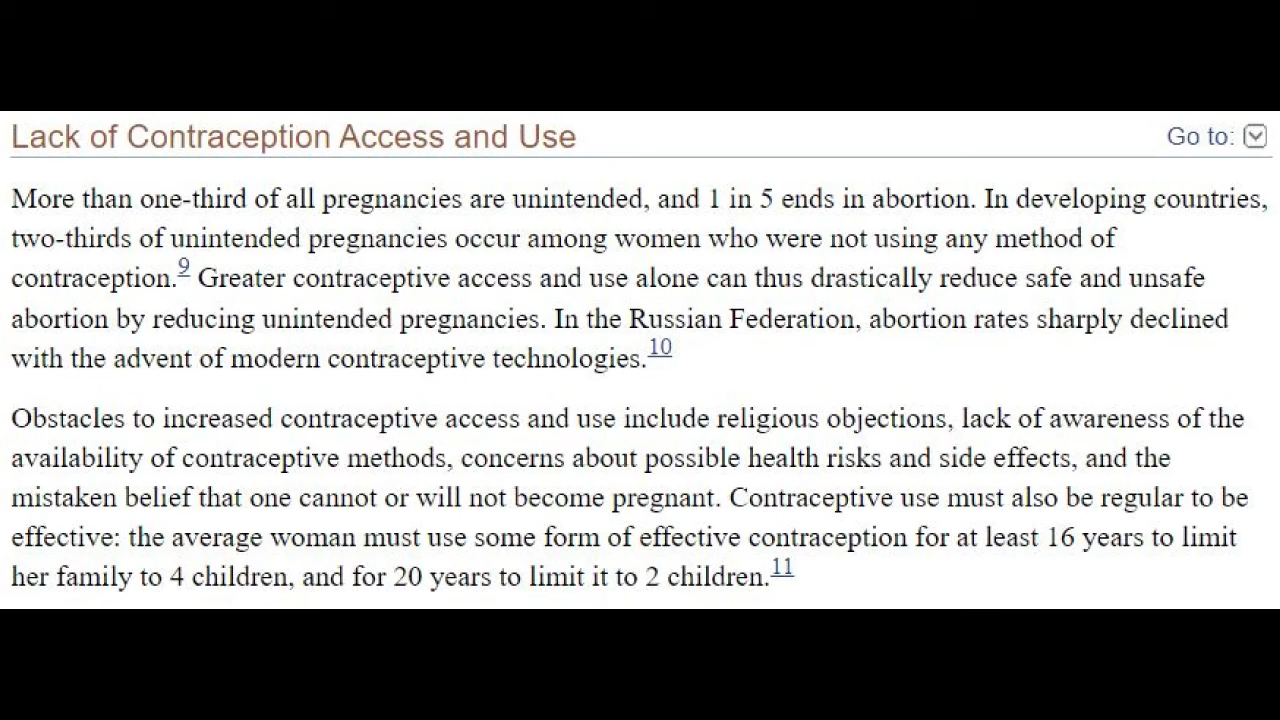 Lack of Contraception Access and Use
Go to:
More than one-third of all pregnancies are unintended, and 1 in 5 ends in abortion. In developing countries,
two-thirds of unintended pregnancies occur among women who were not using any method of
contraception.9 Greater contraceptive access and use alone can thus drastically reduce safe and unsafe
abortion by reducing unintended pregnancies. In the Russian Federation, abortion rates sharply declined
with the advent of modern contraceptive technologies.10
Obstacles to increased contraceptive access and use include religious objections, lack of awareness of the
availability of contraceptive methods, concerns about possible health risks and side effects, and the
mistaken belief that one cannot or will not become pregnant. Contraceptive use must also be regular to be
effective: the average woman must use some form of effective contraception for at least 16 years to limit
her family to 4 children, and for 20 years to limit it to 2 children.11